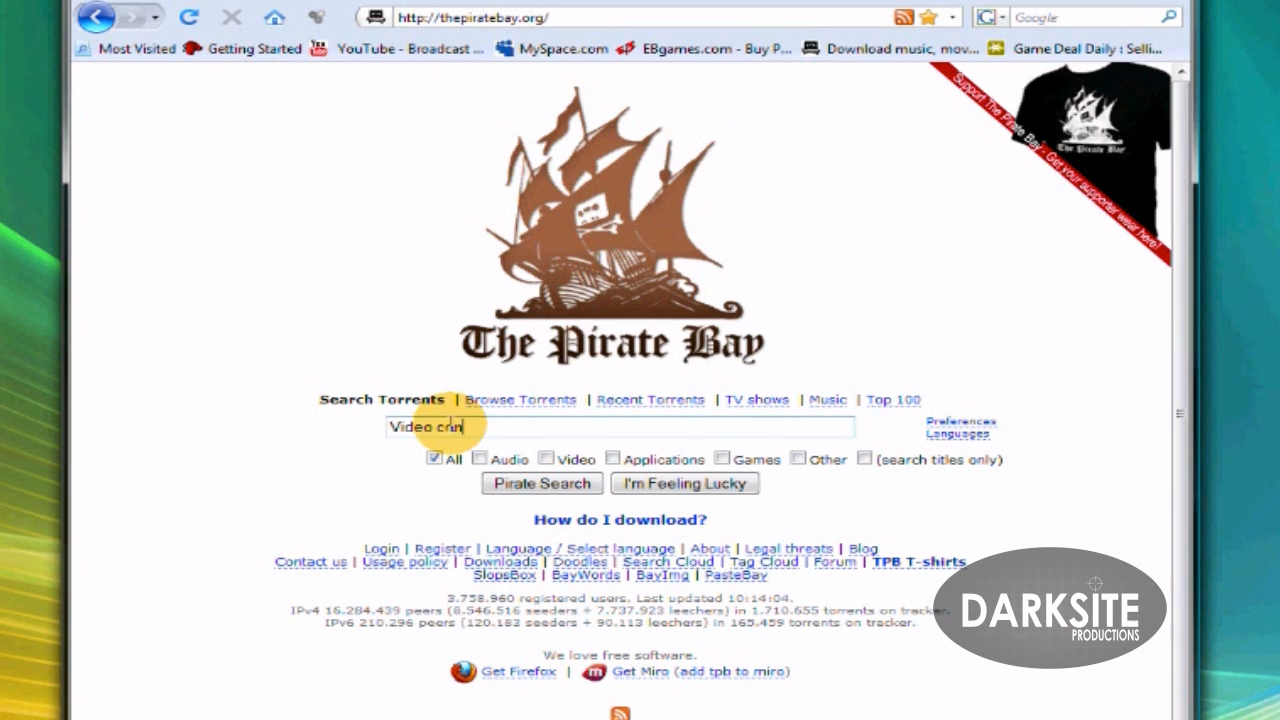 http://thepiratebay.org/
Google
Most Visited Getting Started YouTube - Broadcast ... MySpace.com EBgames.com - Buy P... Download music, mov... Game Deal Daily : Selli...
Support The Pirate Bay - Get your supporter wear here!
The Pirate Bay
The Pirate Bay
Search Torrents | Browse Torrents | Recent Torrents | TV shows | Music | Top 100
Video con
Preferences
Languages
All Audio Video Applications Games Other (search titles only)
Pirate Search I'm Feeling Lucky
How do I download?
Login | Register | Language / Select language | About | Legal threats | Blog
Contact us | Usage policy | Downloads | Doodles | Search Cloud | Tag Cloud | Forum | TPB T-shirts
SlopsBox | BayWords | BayImg | PasteBay
3.758.960 registered users. Last updated 10:14:04.
IPv4 16.284.439 peers (8.546.516 seeders + 7.737.923 leechers) in 1.710.655 torrents on tracker.
IPv6 210.296 peers (120.183 seeders + 90.113 leechers) in 165.459 torrents on tracker.
DARKSITE
PRODUCTIONS
We love free software.
Get Firefox | Get Miro (add tpb to miro)